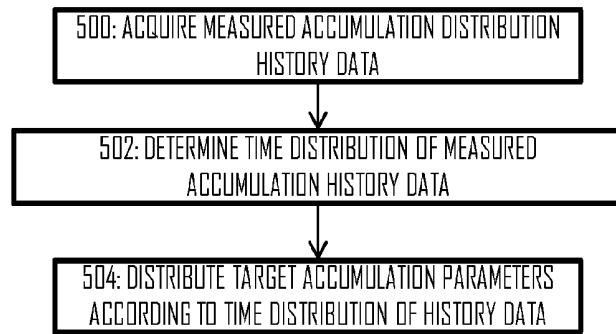 500: ACQUIRE MEASURED ACCUMULATION DISTRIBUTION
HISTORY DATA
502: DETERMINE TIME DISTRIBUTION OF MEASURED
ACCUMULATION HISTORY DATA
504: DISTRIBUTE TARGET ACCUMULATION PARAMETERS
ACCORDING TO TIME DISTRIBUTION OF HISTORY DATA